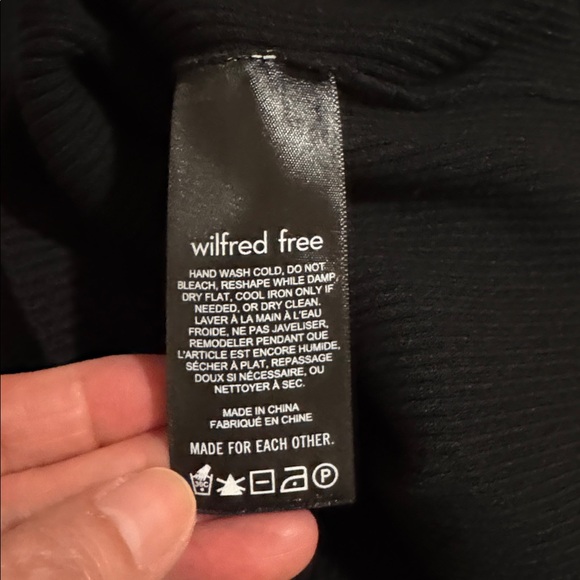 wilfred free
HAND WASH COLD, DO NOT
BLEACH, RESHAPE WHILE DAMP,
DRY FLAT, COOL IRON ONLY IF
NEEDED, OR DRY CLEAN.
LAVER À LA MAIN À L'EAU
FROIDE, NE PAS JAVELISER,
REMODELER PENDANT QUE
L'ARTICLE EST ENCORE HUMIDE,
SÉCHER À PLAT, REPASSAGE
DOUX SI NÉCESSAIRE, OU
NETTOYER À SEC.
MADE IN CHINA
FABRIQUÉ EN CHINE
MADE FOR EACH OTHER.
30C P